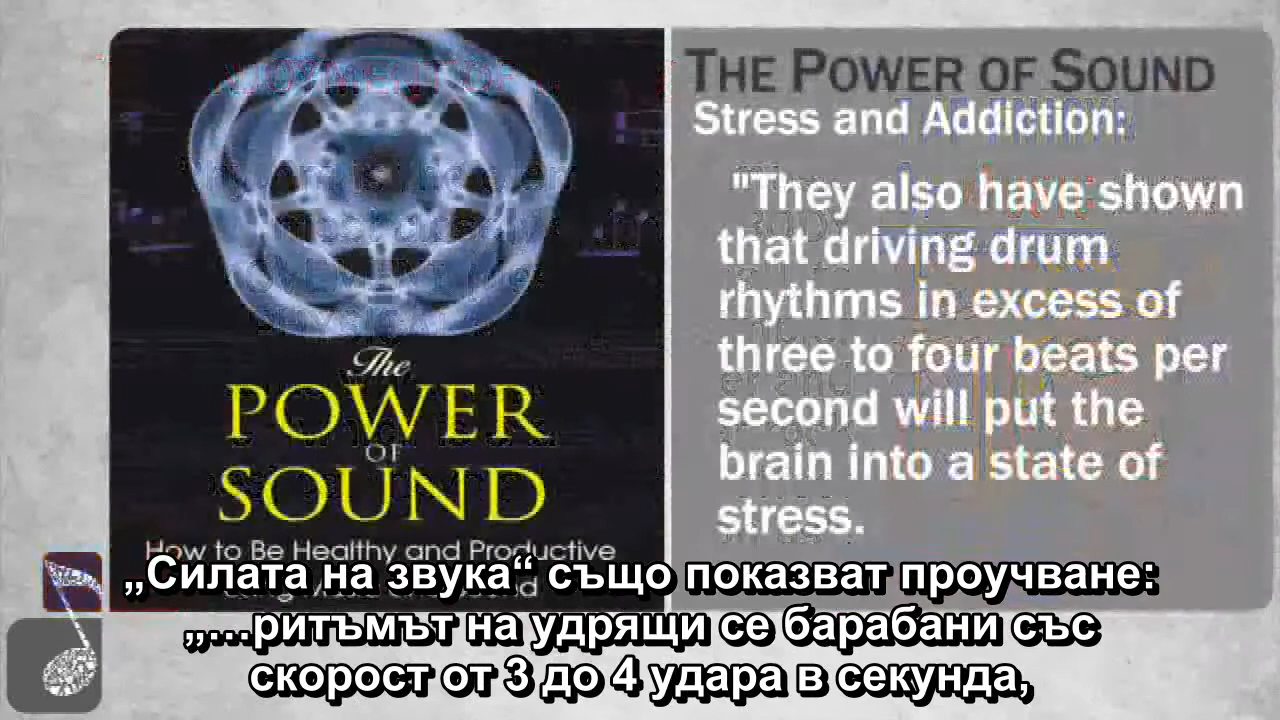 The
POWER
OF
SOUND
How to Be Healthy and Productive
THE POWER OF SOUND
Stress and Addiction:
"They also have shown
that driving drum
rhythms in excess of
three to four beats per
second will put the
brain into a state of
stress.
„Силата на звука“ също показват проучване:
„...ритъмът на удрящи се барабани със
скорост от 3 до 4 удара в секунда,